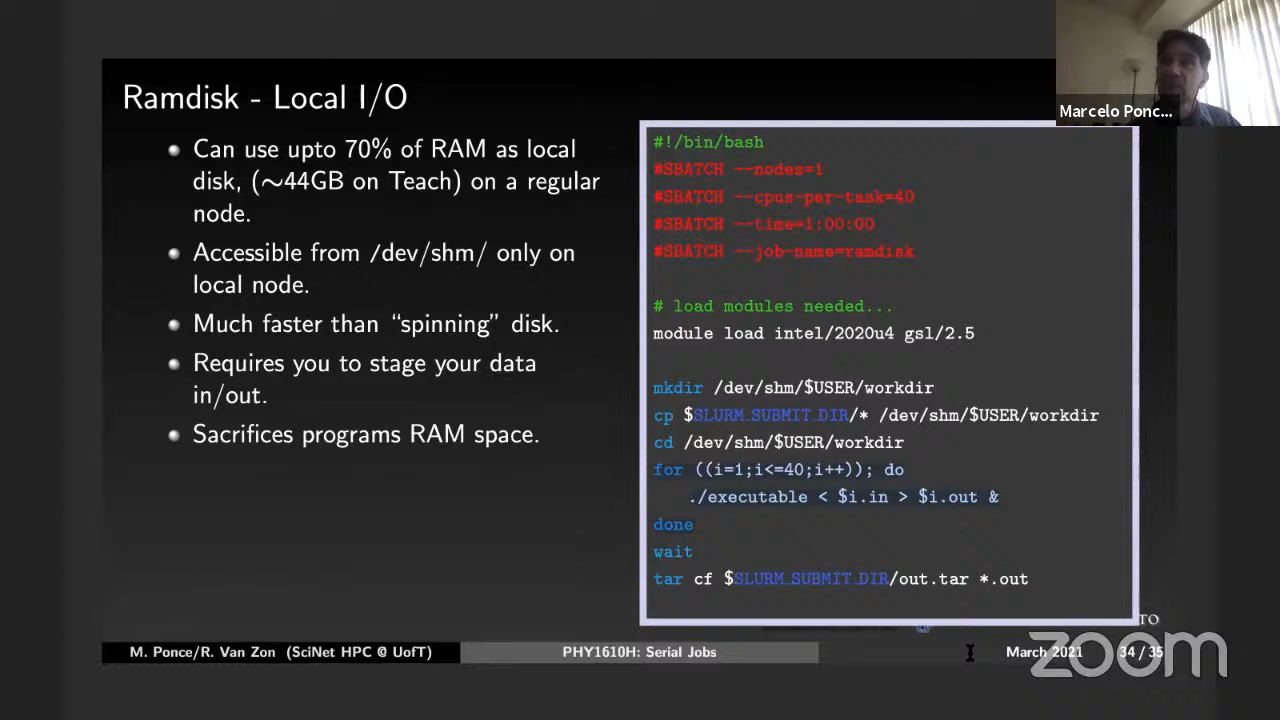 Ramdisk - Local I/O
Can use upto 70% of RAM as local
disk, (∼44GB on Teach) on a regular
node.
Accessible from /dev/shm/ only on
local node.
Much faster than “spinning” disk.
Requires you to stage your data
in/out.
Sacrifices programs RAM space.
#!/bin/bash
#SBATCH --nodes=1
#SBATCH --cpus-per-task=40
#SBATCH --time=1:00:00
#SBATCH --job-name=ramdisk
# load modules needed...
module load intel/2020u4 gsl/2.5
mkdir /dev/shm/$USER/workdir
cp $SLURM_SUBMIT_DIR/* /dev/shm/$USER/workdir
cd /dev/shm/$USER/workdir
for ((i=1;i<=40;i++)); do
./executable < $i.in > $i.out &
done
wait
tar cf $SLURM_SUBMIT_DIR/out.tar *.out
Marcelo Ponc...
TO
M. Ponce/R. Van Zon (SciNet HPC @ UofT)
PHY1610H: Serial Jobs
March 2021
34 / 35
zoom